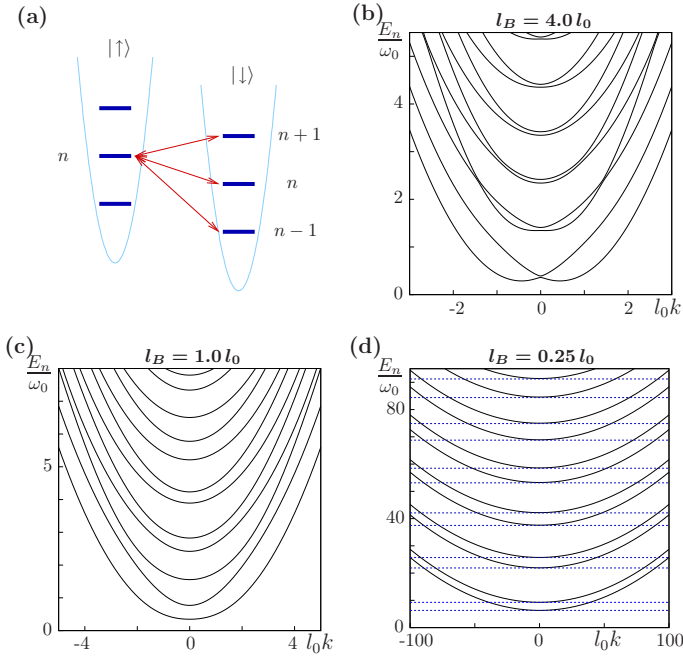 (a)
|↑⟩
|↓⟩
n
n + 1
n
n − 1
(b)
l_B = 4.0 l_0
E_n
ω_0
4
2
0
-2
0
2
l_0k
(c)
l_B = 1.0 l_0
E_n
ω_0
5
0
-4
0
4
l_0k
(d)
l_B = 0.25 l_0
E_n
ω_0
80
40
0
-100
0
100
l_0k